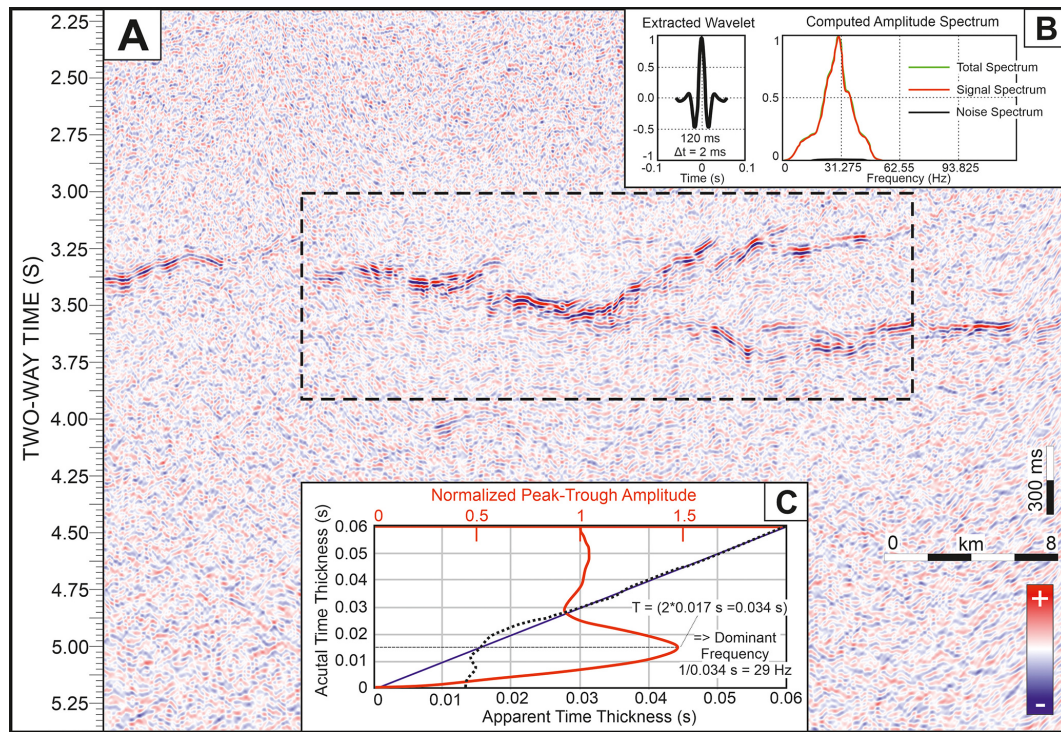 A
TWO-WAY TIME (S)
2.25
2.50
2.75
3.00
3.25
3.50
3.75
4.00
4.25
4.50
4.75
5.00
5.25
B
Extracted Wavelet
1
0.5
0.0
-0.5
-1
120 ms
Δt = 2 ms
-0.1 0 0.1
Time (s)
Computed Amplitude Spectrum
1
0.5
0
Total Spectrum
Signal Spectrum
Noise Spectrum
0 31.275 62.55 93.825
Frequency (Hz)
C
Normalized Peak-Trough Amplitude
0 0.5 1 1.5
Acutal Time Thickness (s)
0.06
0.05
0.04
0.03
0.02
0.01
0
T = (2*0.017 s =0.034 s)
=> Dominant
Frequency
1/0.034 s = 29 Hz
0 0.01 0.02 0.03 0.04 0.05 0.06
Apparent Time Thickness (s)
300 ms
0 km 8
+
-